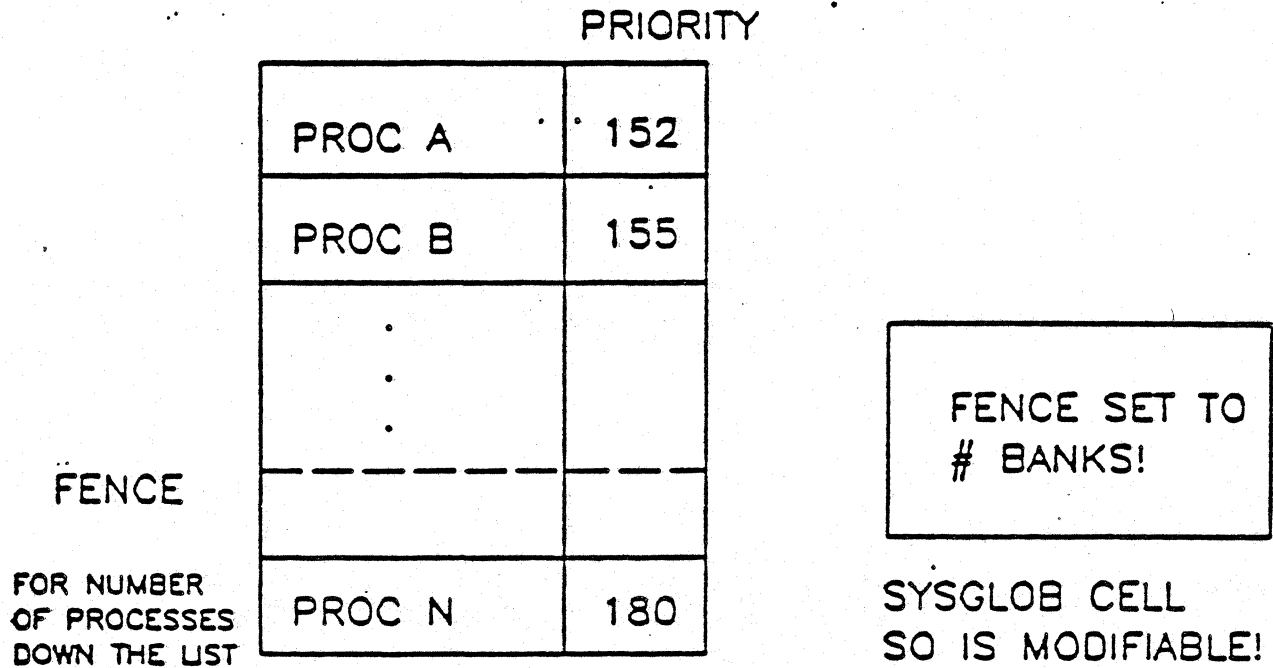 PRIORITY
PROC A 152
PROC B 155
FENCE
PROC N 180
FOR NUMBER
OF PROCESSES
DOWN THE LIST
FENCE SET TO
# BANKS!
SYSGLOB CELL
SO IS MODIFIABLE!